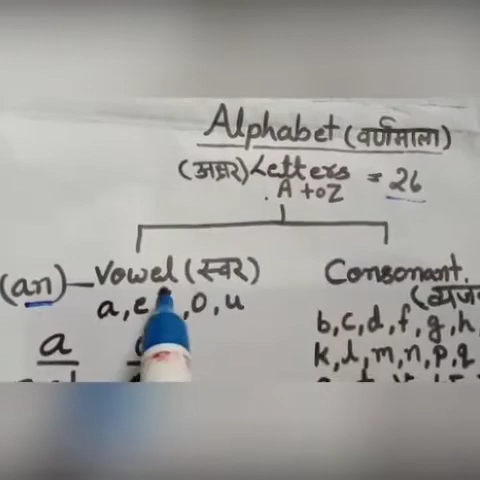 Alphabet (वर्णमाला)
(अक्षर) Letters = 26
A to Z
(an) - Vowel (स्वर)
a, e, , o, u
a
Consonant.
b, c, d, f, g, h,
k, l, m, n, p, q